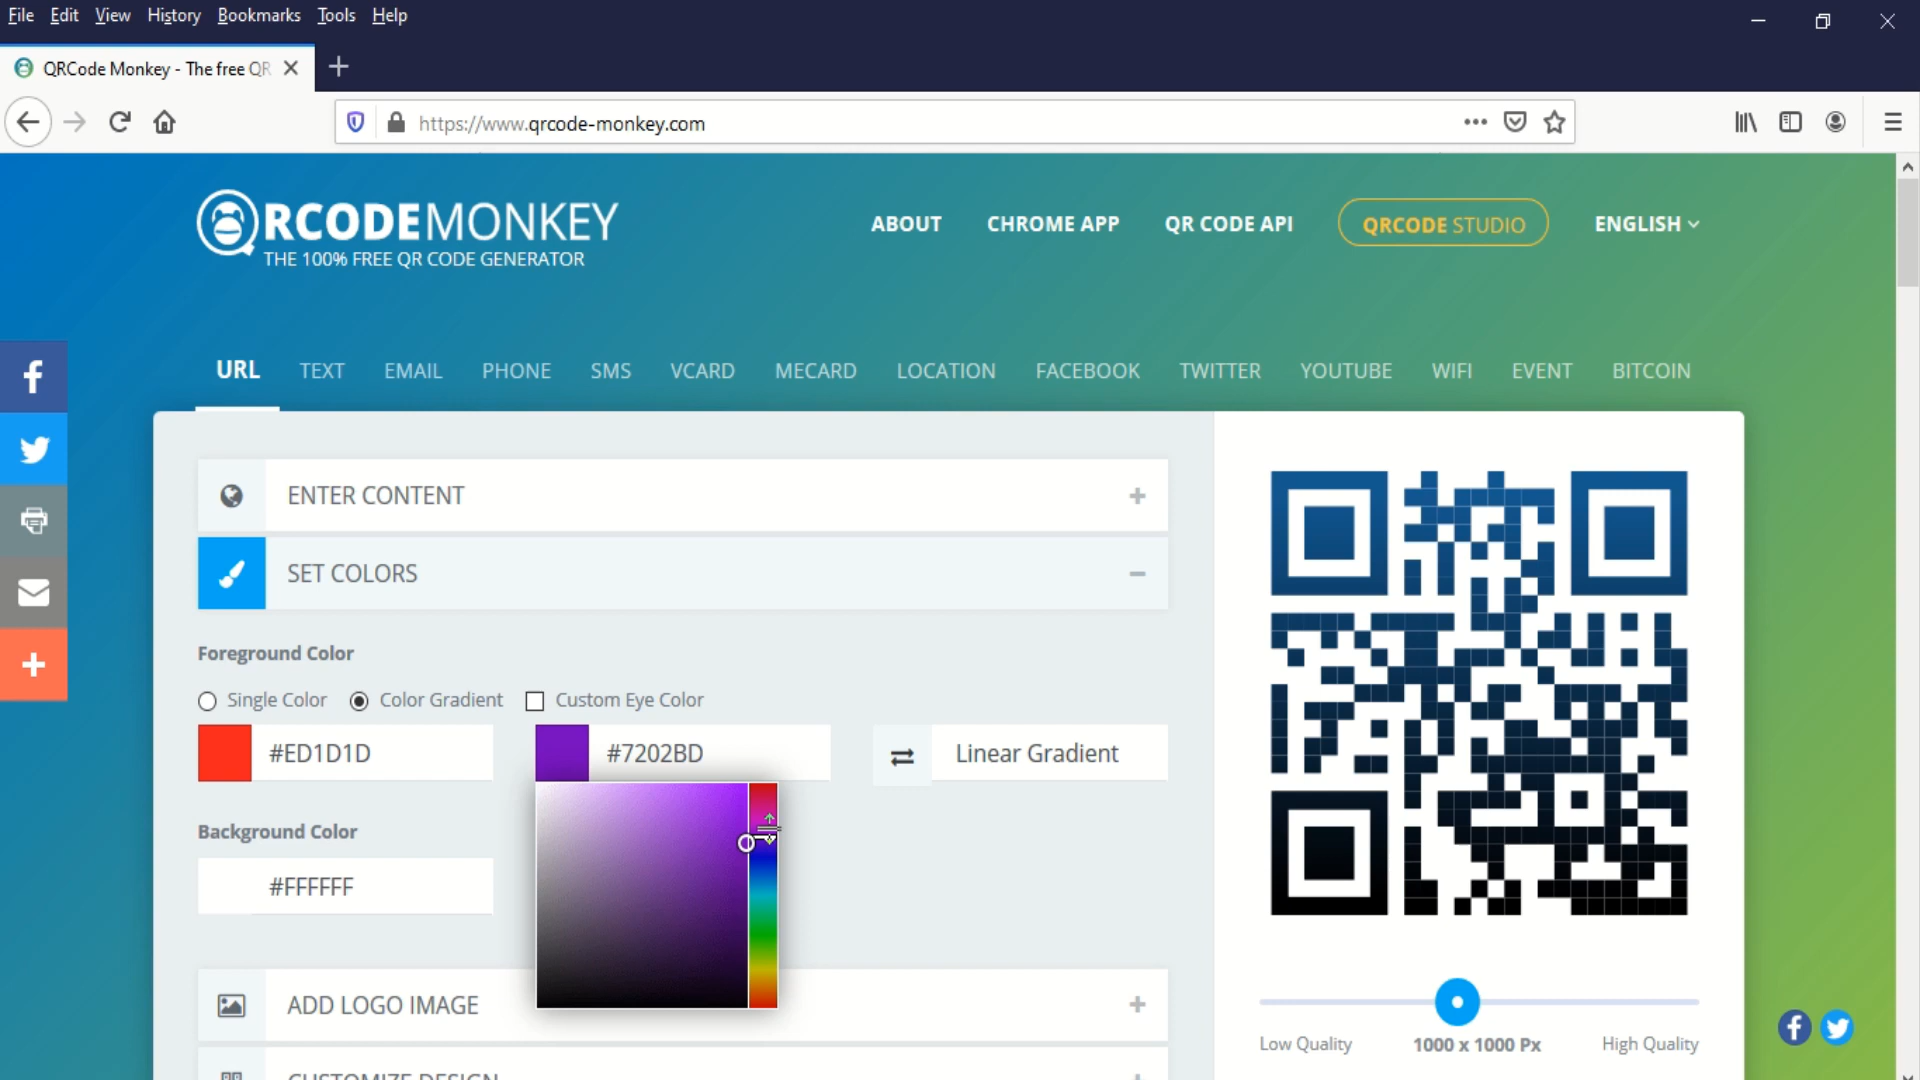 File Edit View History Bookmarks Tools Help
QRCode Monkey - The free QR
https://www.qrcode-monkey.com
QRCODEMONKEY
THE 100% FREE QR CODE GENERATOR
ABOUT CHROME APP QR CODE API QRCODE STUDIO ENGLISH
URL TEXT EMAIL PHONE SMS VCARD MECARD LOCATION FACEBOOK TWITTER YOUTUBE WIFI EVENT BITCOIN
ENTER CONTENT
SET COLORS
Foreground Color
Single Color Color Gradient Custom Eye Color
#ED1D1D #7202BD Linear Gradient
Background Color
#FFFFFF
ADD LOGO IMAGE
CUSTOMIZE DESIGN
Low Quality 1000 x 1000 Px High Quality